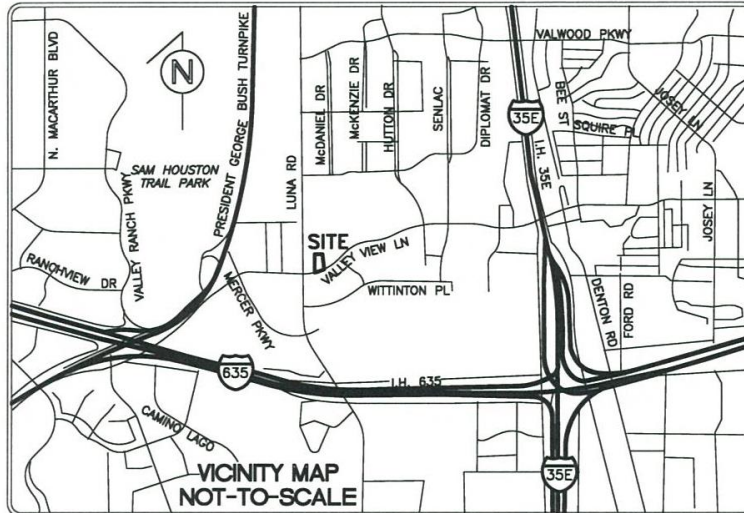 N. MACARTHUR BLVD
N
PRESIDENT GEORGE BUSH TURNPIKE
LUNA RD
McDANIEL DR
McKENZIE DR
HUTTON DR
SENLAC
DIPLOMAT DR
VALWOOD PKWY
BEE ST
JOSEY LN
SQUIRE PL
35E
I.H. 35E
SAM HOUSTON
TRAIL PARK
VALLEY RANCH PKWY
JOSEY LN
SITE
VALLEY VIEW LN
RANCHVIEW DR
MERCER PKWY
WITTINTON PL
DENTON RD
FORD RD
635
I.H. 635
CAMINO LAGO
VICINITY MAP
NOT-TO-SCALE
35E